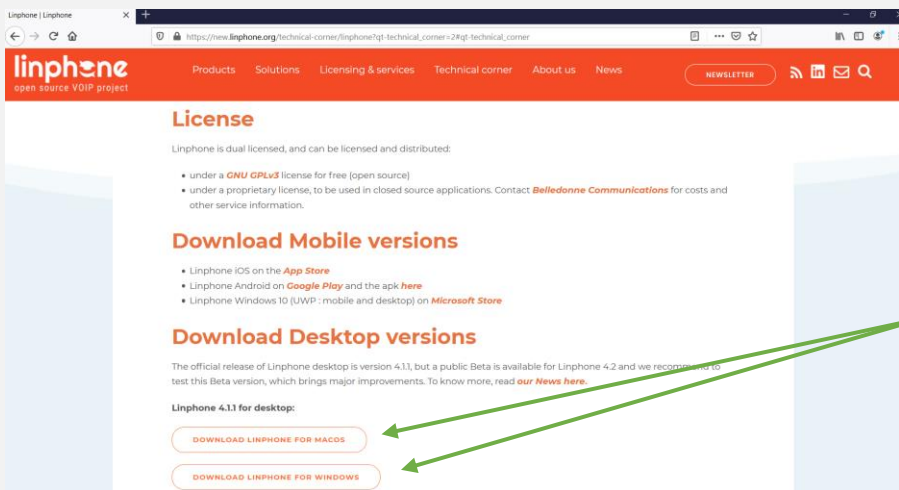 Linphone | Linphone
https://new.linphone.org/technical-corner/linphone?qt-technical_corner=2#qt-technical_corner
linphone
open source VOIP project
Products Solutions Licensing & services Technical corner About us News
NEWSLETTER
in
License
Linphone is dual licensed, and can be licensed and distributed:
• under a GNU GPLv3 license for free (open source)
• under a proprietary license, to be used in closed source applications. Contact Belledonne Communications for costs and
other service information.
Download Mobile versions
• Linphone iOS on the App Store
• Linphone Android on Google Play and the apk here
• Linphone Windows 10 (UWP : mobile and desktop) on Microsoft Store
Download Desktop versions
The official release of Linphone desktop is version 4.1.1, but a public Beta is available for Linphone 4.2 and we recommend to
test this Beta version, which brings major improvements. To know more, read our News here.
Linphone 4.1.1 for desktop:
DOWNLOAD LINPHONE FOR MACOS
DOWNLOAD LINPHONE FOR WINDOWS